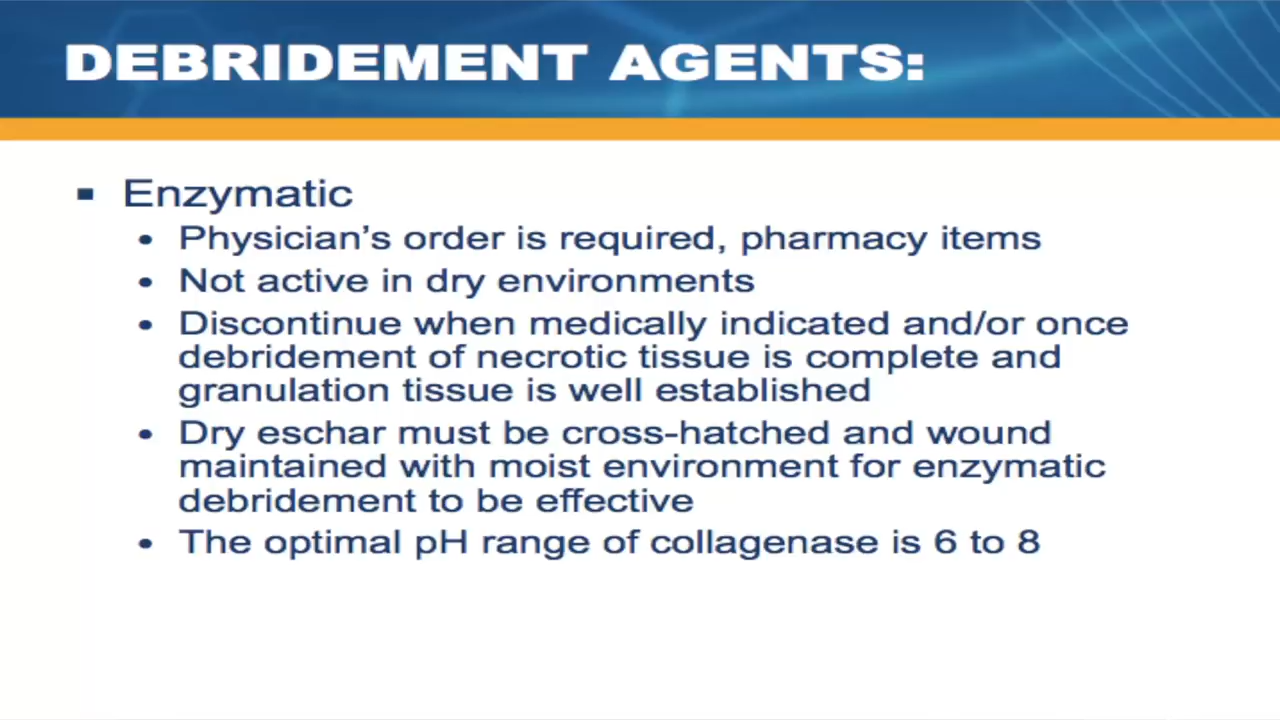 DEBRIDEMENT AGENTS:
▪ Enzymatic
• Physician's order is required, pharmacy items
• Not active in dry environments
• Discontinue when medically indicated and/or once
debridement of necrotic tissue is complete and
granulation tissue is well established
• Dry eschar must be cross-hatched and wound
maintained with moist environment for enzymatic
debridement to be effective
• The optimal pH range of collagenase is 6 to 8